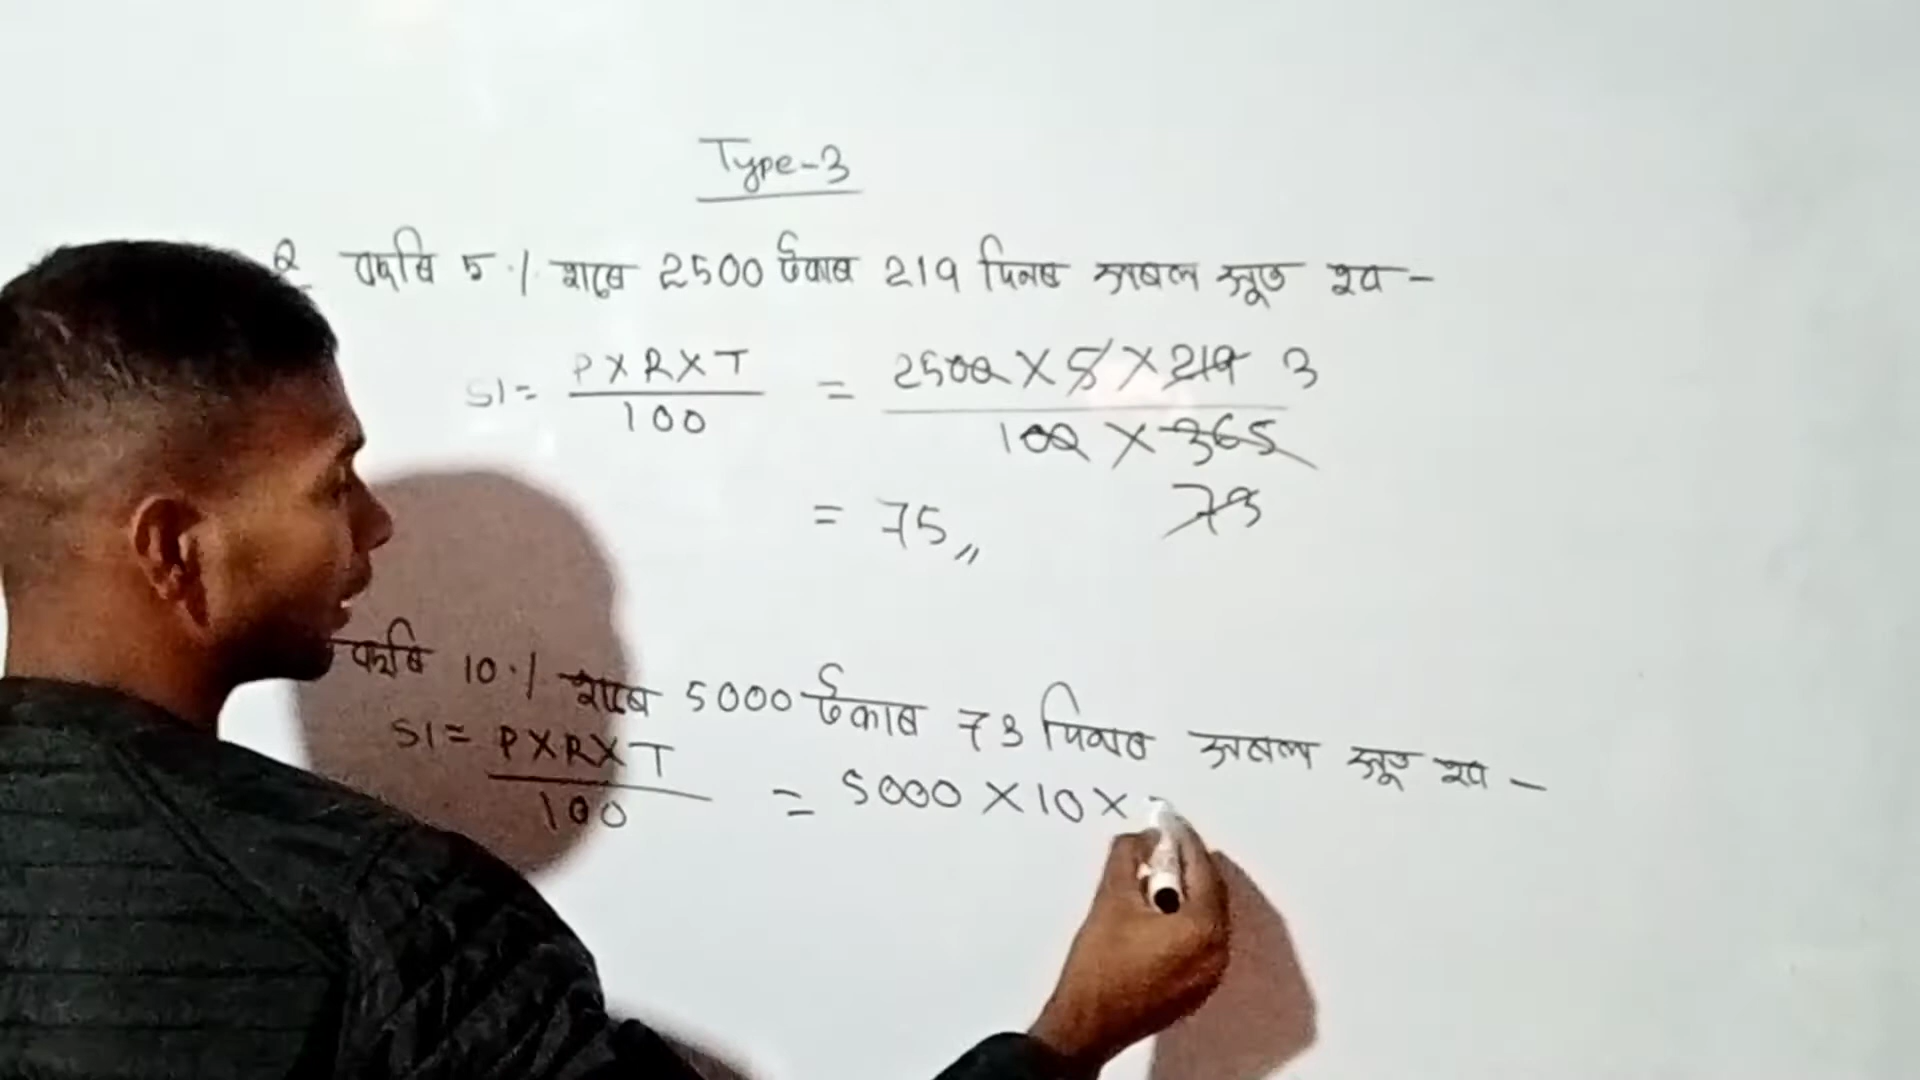 Type-3
Q বছৰি 5 ·/. হাৰে 2500 টকাৰ 219 দিনৰ সৰল সুত হব -
SI = P X R X T / 100 = 2500 X 5 X 219 3 / 100 X 365
73
= 75 〃
বছৰি 10 ·/. হাৰে 5000 টকাৰ 73 দিনৰ সৰল সুত হব -
SI = P X R X T / 100 = 5000 X 10 X